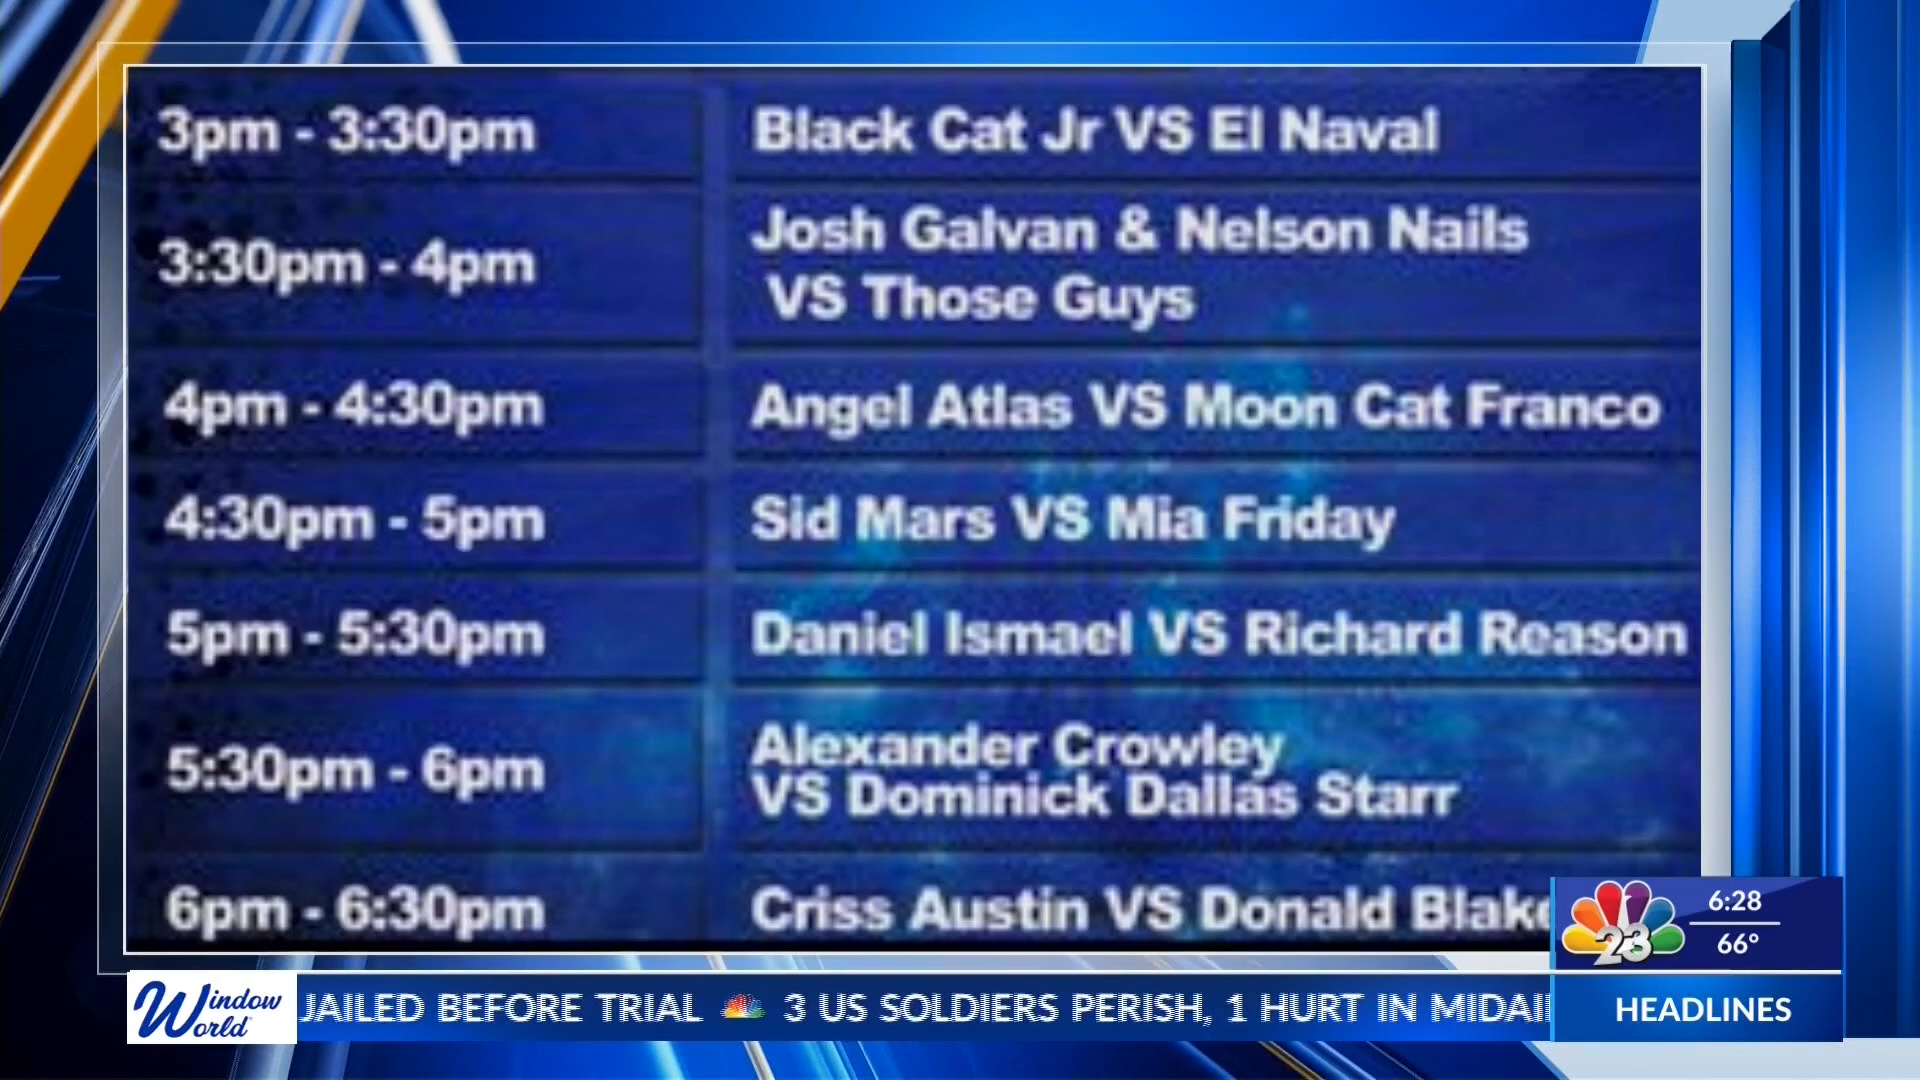 3pm - 3:30pm
Black Cat Jr VS El Naval
3:30pm - 4pm
Josh Galvan & Nelson Nails
VS Those Guys
4pm - 4:30pm
Angel Atlas VS Moon Cat Franco
4:30pm - 5pm
Sid Mars VS Mia Friday
5pm - 5:30pm
Daniel Ismael VS Richard Reason
5:30pm - 6pm
Alexander Crowley
VS Dominick Dallas Starr
6pm - 6:30pm
Criss Austin VS Donald Blake
23
6:28
66°
Window
World
JAILED BEFORE TRIAL 3 US SOLDIERS PERISH, 1 HURT IN MIDAI
HEADLINES